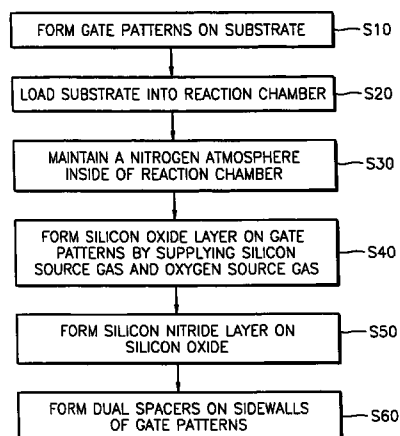 FORM GATE PATTERNS ON SUBSTRATE S10
LOAD SUBSTRATE INTO REACTION CHAMBER S20
MAINTAIN A NITROGEN ATMOSPHERE
INSIDE OF REACTION CHAMBER S30
FORM SILICON OXIDE LAYER ON GATE
PATTERNS BY SUPPLYING SILICON
SOURCE GAS AND OXYGEN SOURCE GAS S40
FORM SILICON NITRIDE LAYER ON
SILICON OXIDE S50
FORM DUAL SPACERS ON SIDEWALLS
OF GATE PATTERNS S60